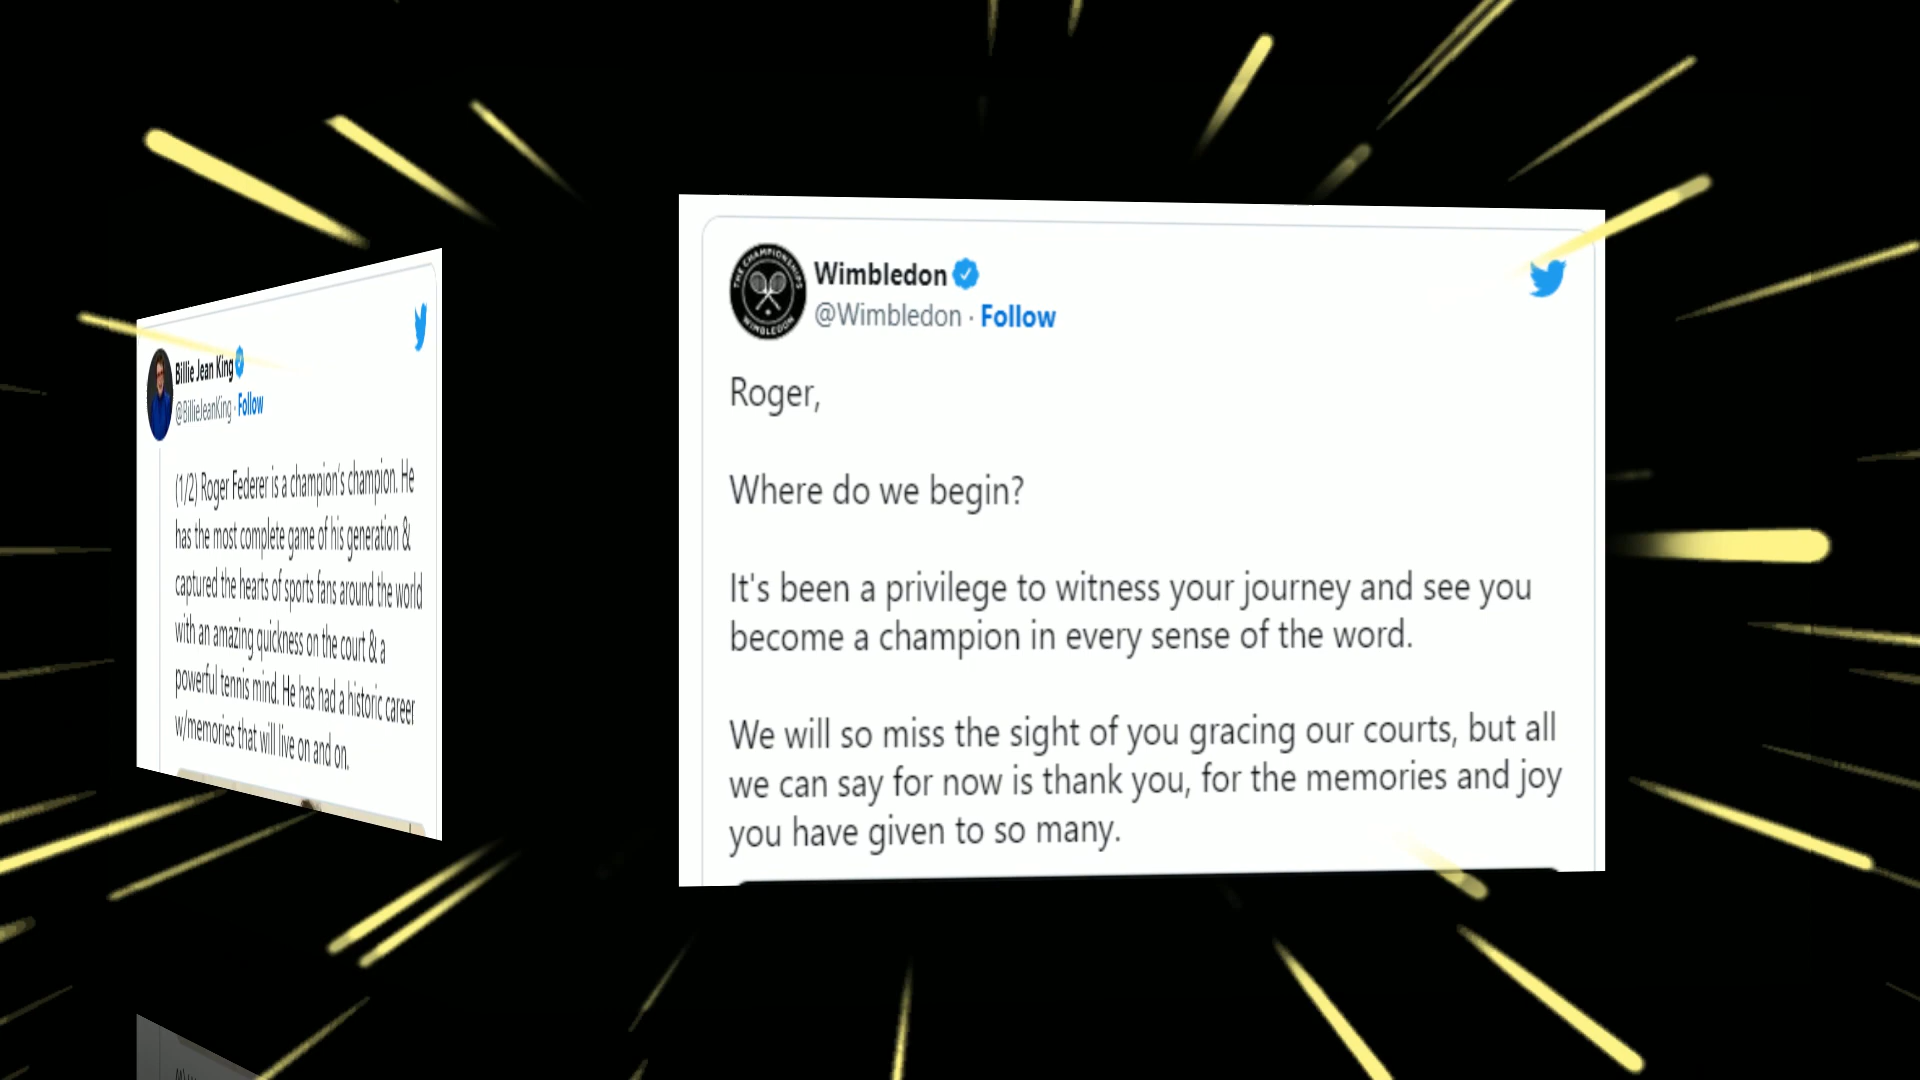 Billie Jean King
@BillieJeanKing · Follow
(1/2) Roger Federer is a champion's champion. He
has the most complete game of his generation &
captured the hearts of sports fans around the world
with an amazing quickness on the court & a
powerful tennis mind. He has had a historic career
w/memories that will live on and on.
THE CHAMPIONSHIPS
WIMBLEDON
Wimbledon
@Wimbledon · Follow
Roger,
Where do we begin?
It's been a privilege to witness your journey and see you
become a champion in every sense of the word.
We will so miss the sight of you gracing our courts, but all
we can say for now is thank you, for the memories and joy
you have given to so many.